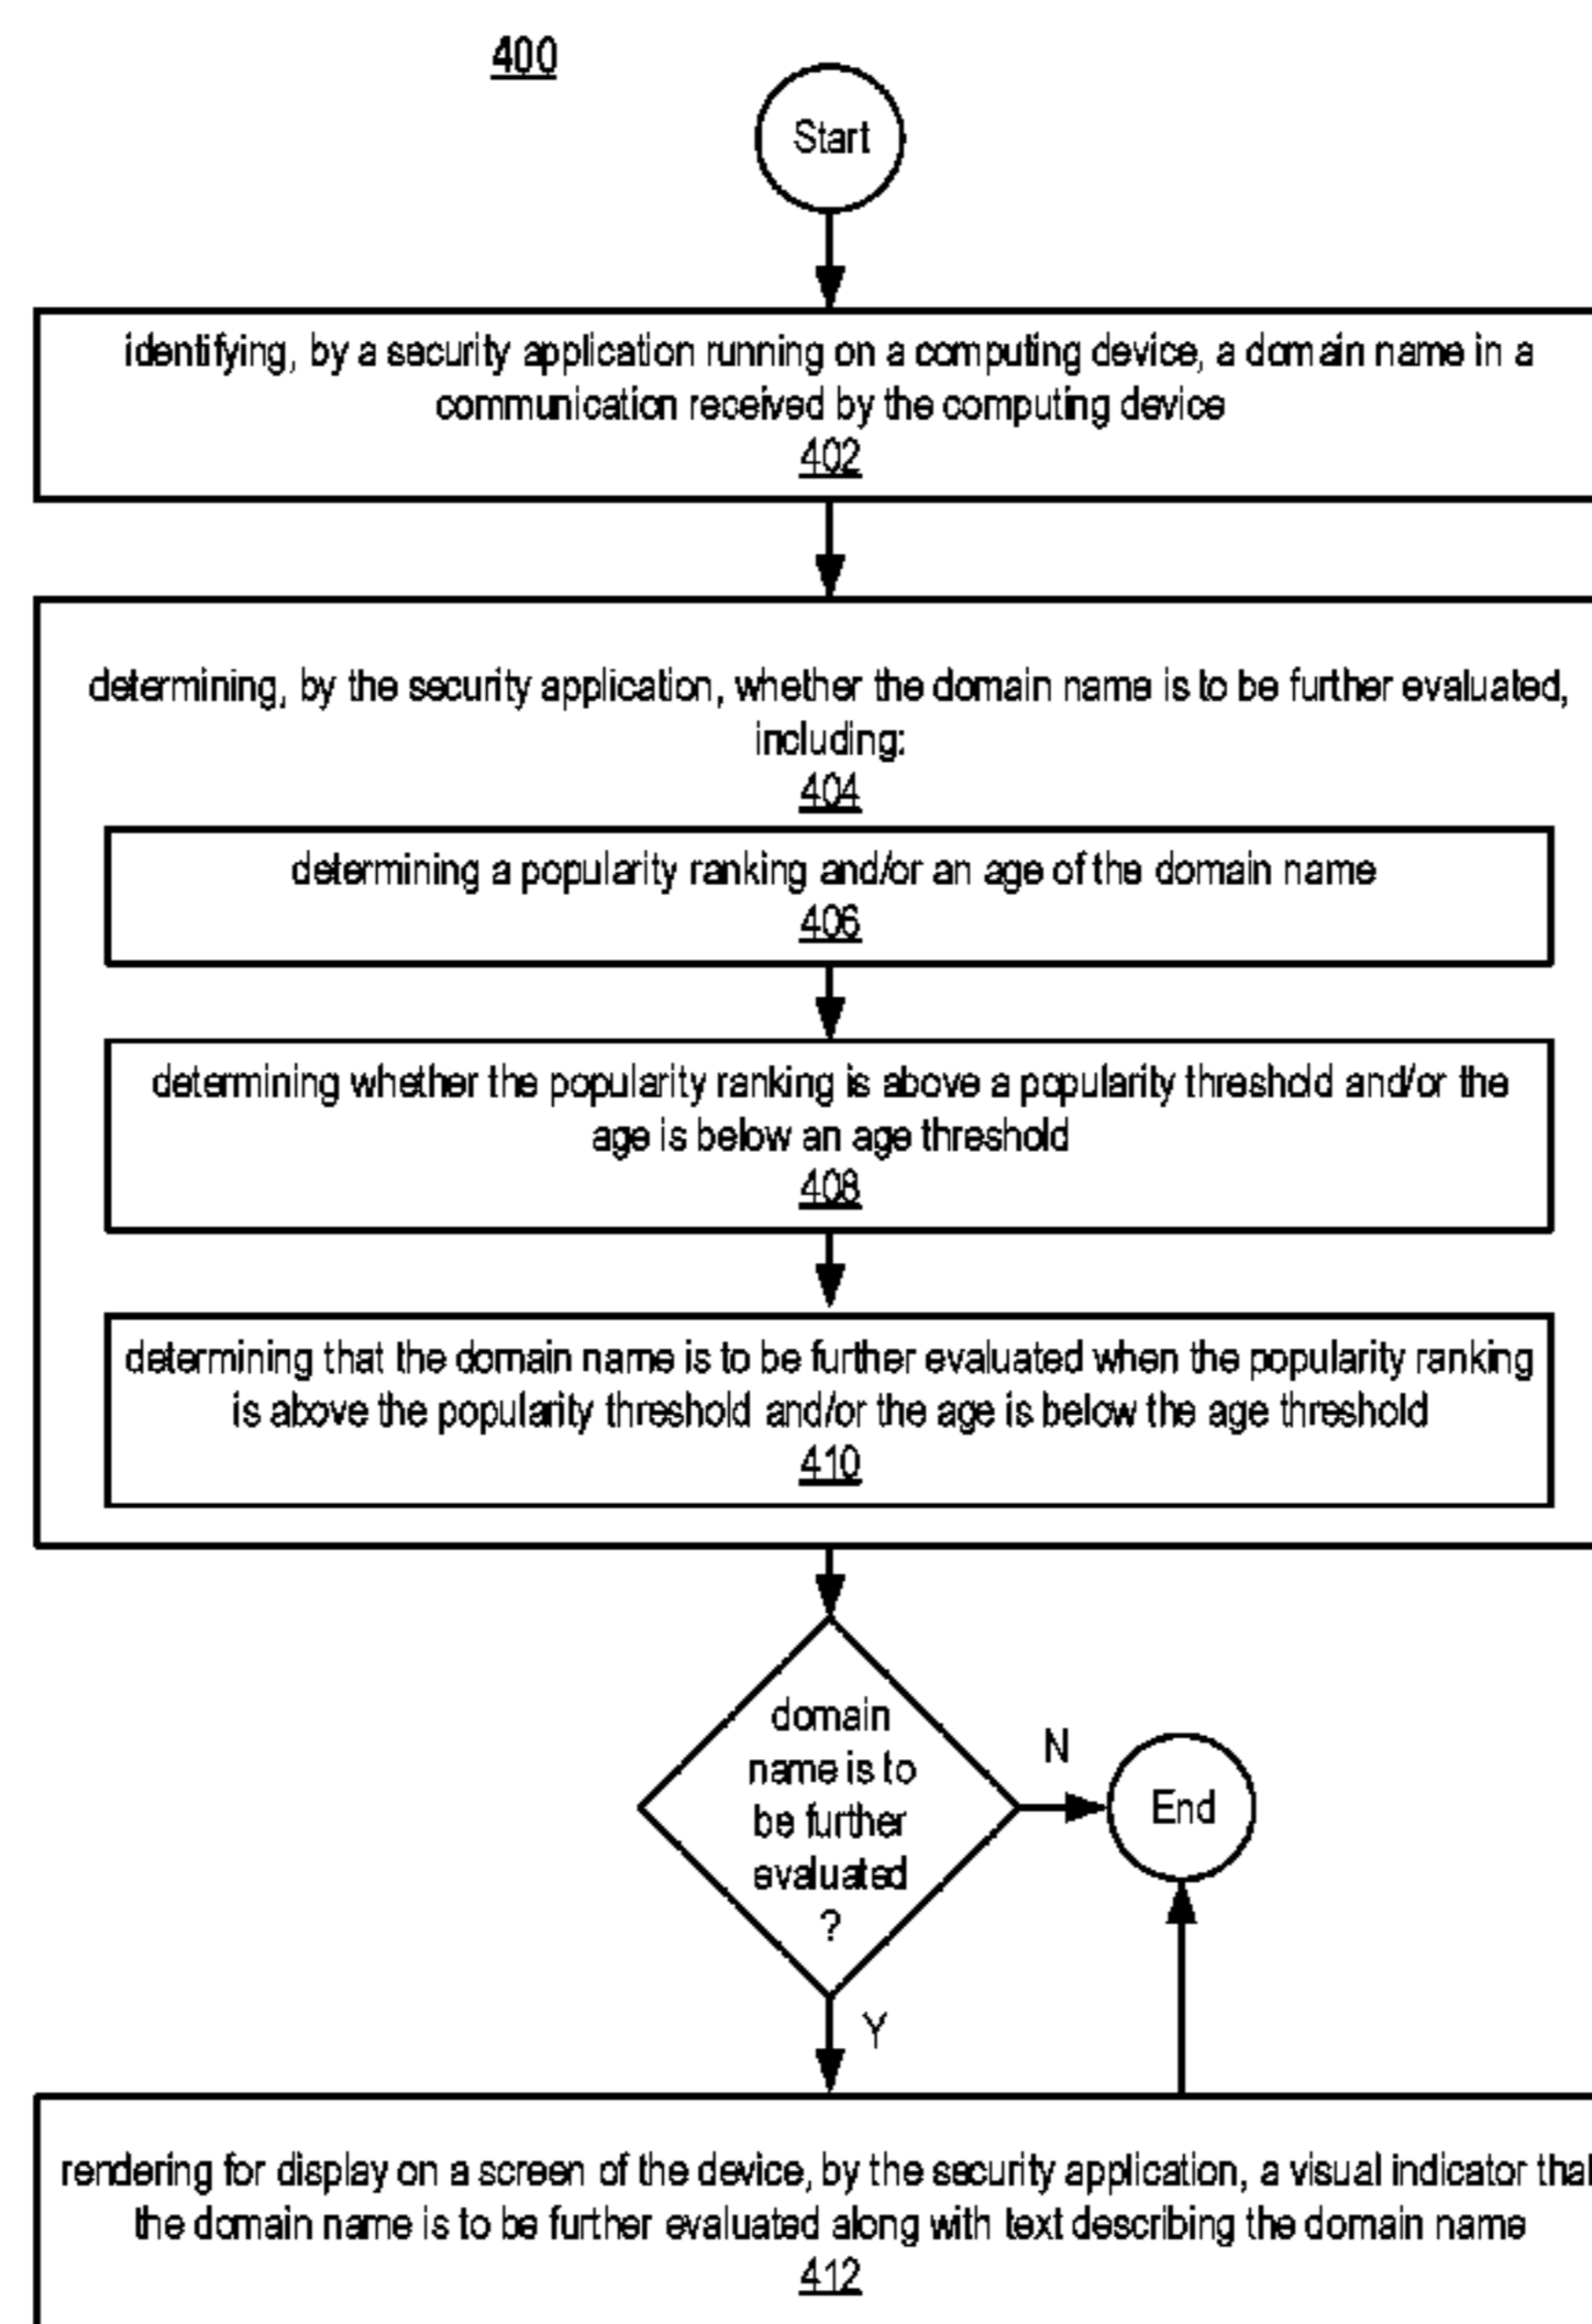 400
Start
identifying, by a security application running on a computing device, a domain name in a
communication received by the computing device
402
determining, by the security application, whether the domain name is to be further evaluated,
including:
404
determining a popularity ranking and/or an age of the domain name
406
determining whether the popularity ranking is above a popularity threshold and/or the
age is below an age threshold
408
determining that the domain name is to be further evaluated when the popularity ranking
is above the popularity threshold and/or the age is below the age threshold
410
domain
name is to
be further
evaluated
?
N
End
Y
rendering for display on a screen of the device, by the security application, a visual indicator that
the domain name is to be further evaluated along with text describing the domain name
412